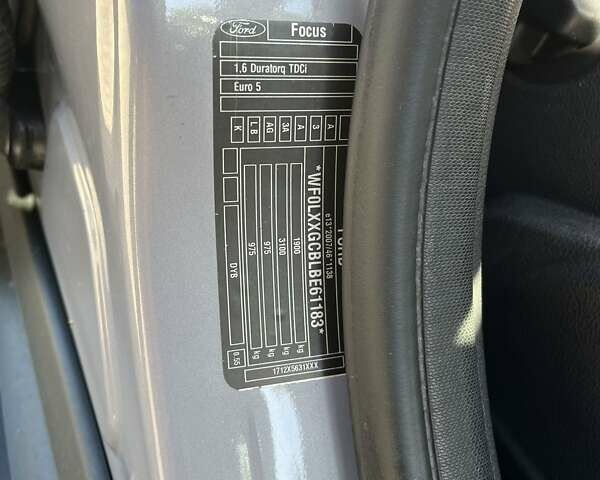 Ford
Focus
1,6 Duratorq TDCi
Euro 5
K LB AG 3A A 3 A
e13*2007/46*1138
*WF0LXXGCBLBE61183*
1900 kg
3100 kg
975 kg
975 kg
DYB 0.55
1712X5631XXX